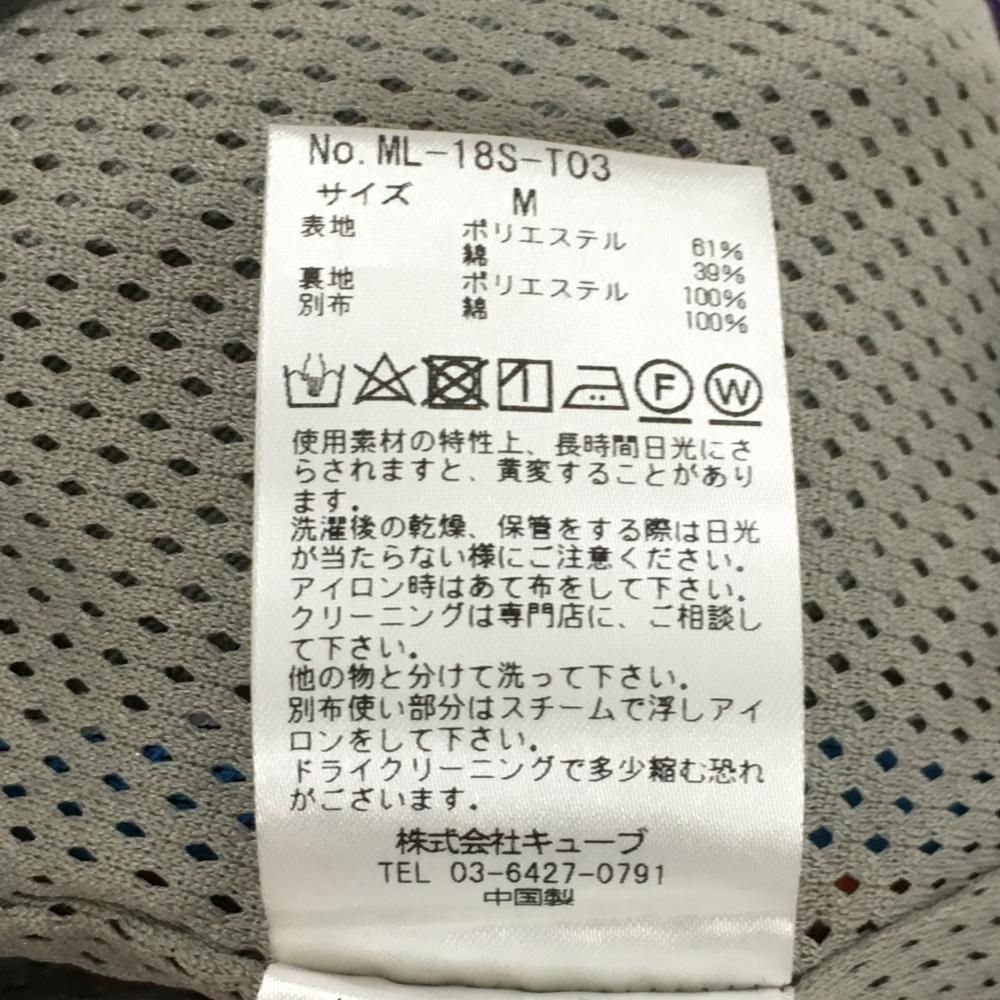 No. ML-18S-T03
サイズ M
表地 ポリエステル 61%
綿 39%
裏地 ポリエステル 100%
別布 綿 100%
F W
使用素材の特性上、長時間日光にさ
らされますと、黄変することがあり
ます。
洗濯後の乾燥、保管をする際は日光
が当たらない様にご注意ください。
アイロン時はあて布をして下さい。
クリーニングは専門店に、ご相談し
て下さい。
他の物と分けて洗って下さい。
別布使い部分はスチームで浮しアイ
ロンをして下さい。
ドライクリーニングで多少縮む恐れ
がございます。
株式会社キューブ
TEL 03-6427-0791
中国製